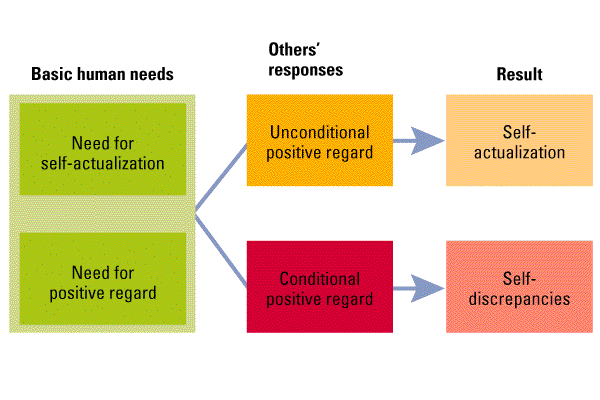 Basic human needs
Others'
responses
Result
Need for
self-actualization
Need for
positive regard
Unconditional
positive regard
Conditional
positive regard
Self-
actualization
Self-
discrepancies